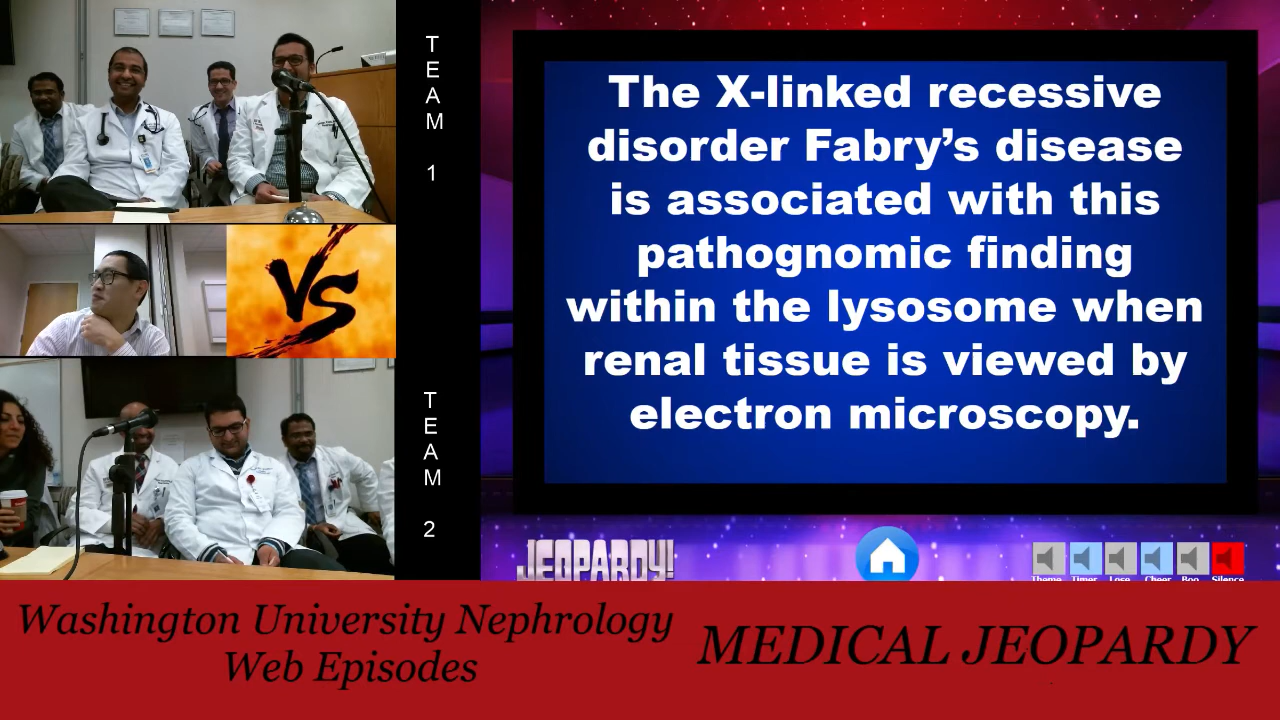 TEAM 1
VS
TEAM 2
The X-linked recessive
disorder Fabry’s disease
is associated with this
pathognomic finding
within the lysosome when
renal tissue is viewed by
electron microscopy.
JEOPARDY!
Theme Timer Lose Cheer Boo Silence
Washington University Nephrology
Web Episodes
MEDICAL JEOPARDY